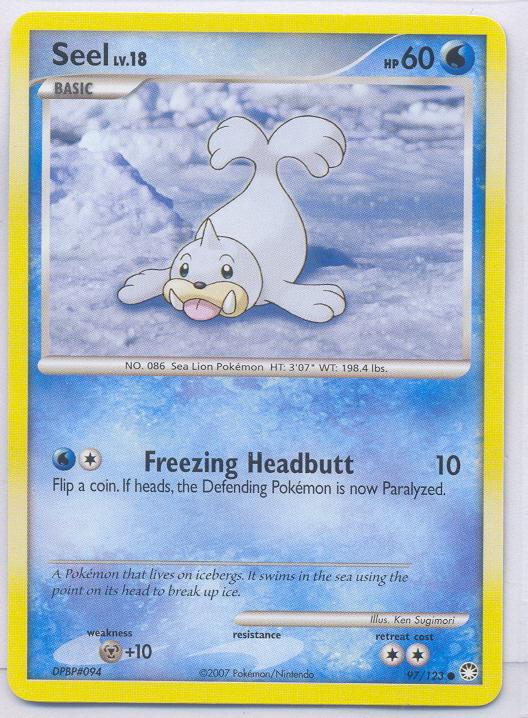 Seel LV.18
HP 60
BASIC
NO. 086 Sea Lion Pokémon HT: 3'07" WT: 198.4 lbs.
Freezing Headbutt 10
Flip a coin. If heads, the Defending Pokémon is now Paralyzed.
A Pokémon that lives on icebergs. It swims in the sea using the
point on its head to break up ice.
Illus. Ken Sugimori
weakness resistance retreat cost
+10
DPBP#094 ©2007 Pokémon/Nintendo 97/123